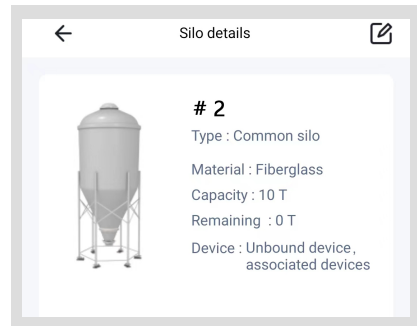 Silo details
# 2
Type : Common silo
Material : Fiberglass
Capacity : 10 T
Remaining : 0 T
Device : Unbound device,
associated devices